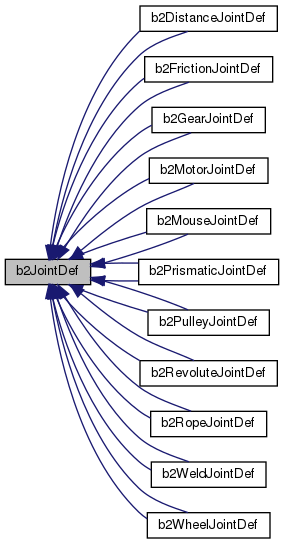 b2DistanceJointDef
b2FrictionJointDef
b2GearJointDef
b2MotorJointDef
b2MouseJointDef
b2JointDef
b2PrismaticJointDef
b2PulleyJointDef
b2RevoluteJointDef
b2RopeJointDef
b2WeldJointDef
b2WheelJointDef